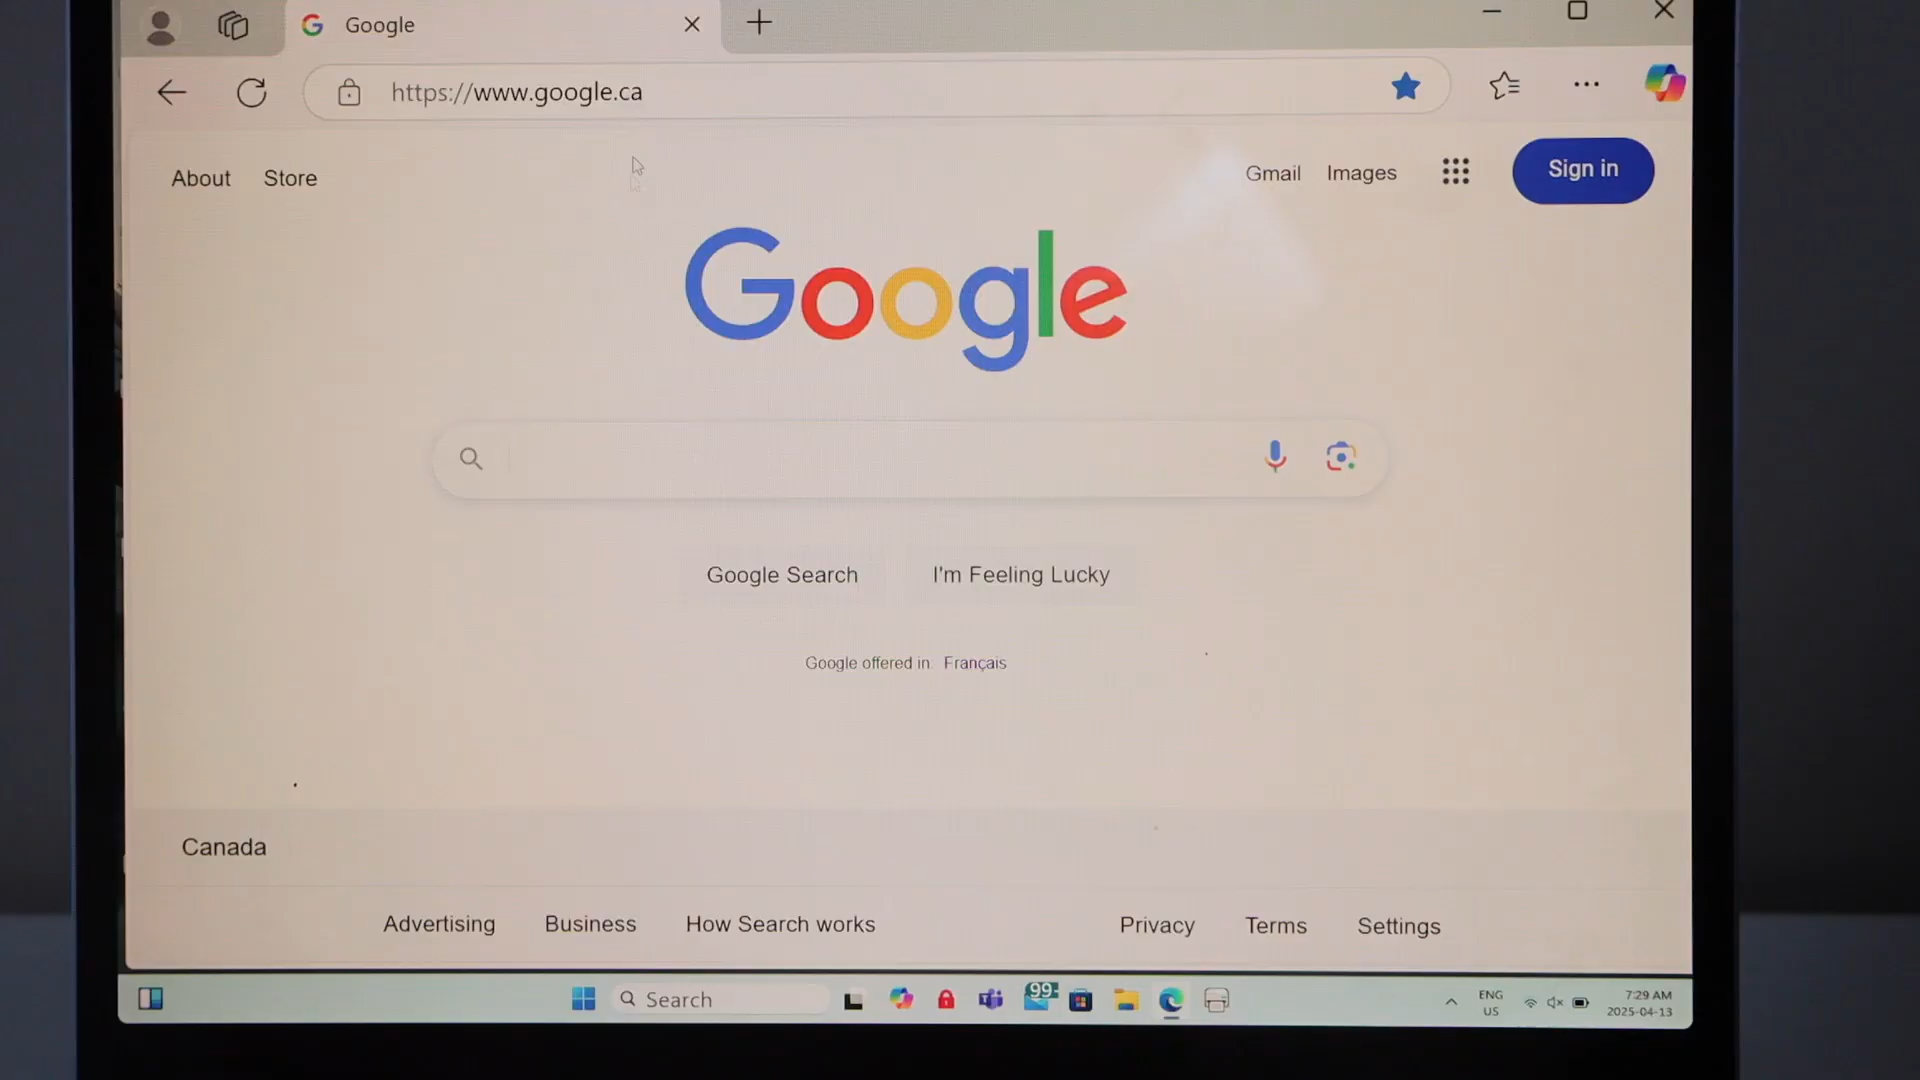 Google
https://www.google.ca
About Store Gmail Images Sign in
Google
Google Search I'm Feeling Lucky
Google offered in: Français
Canada
Advertising Business How Search works Privacy Terms Settings
Search 99+ ENG 7:29 AM
US 2025-04-13